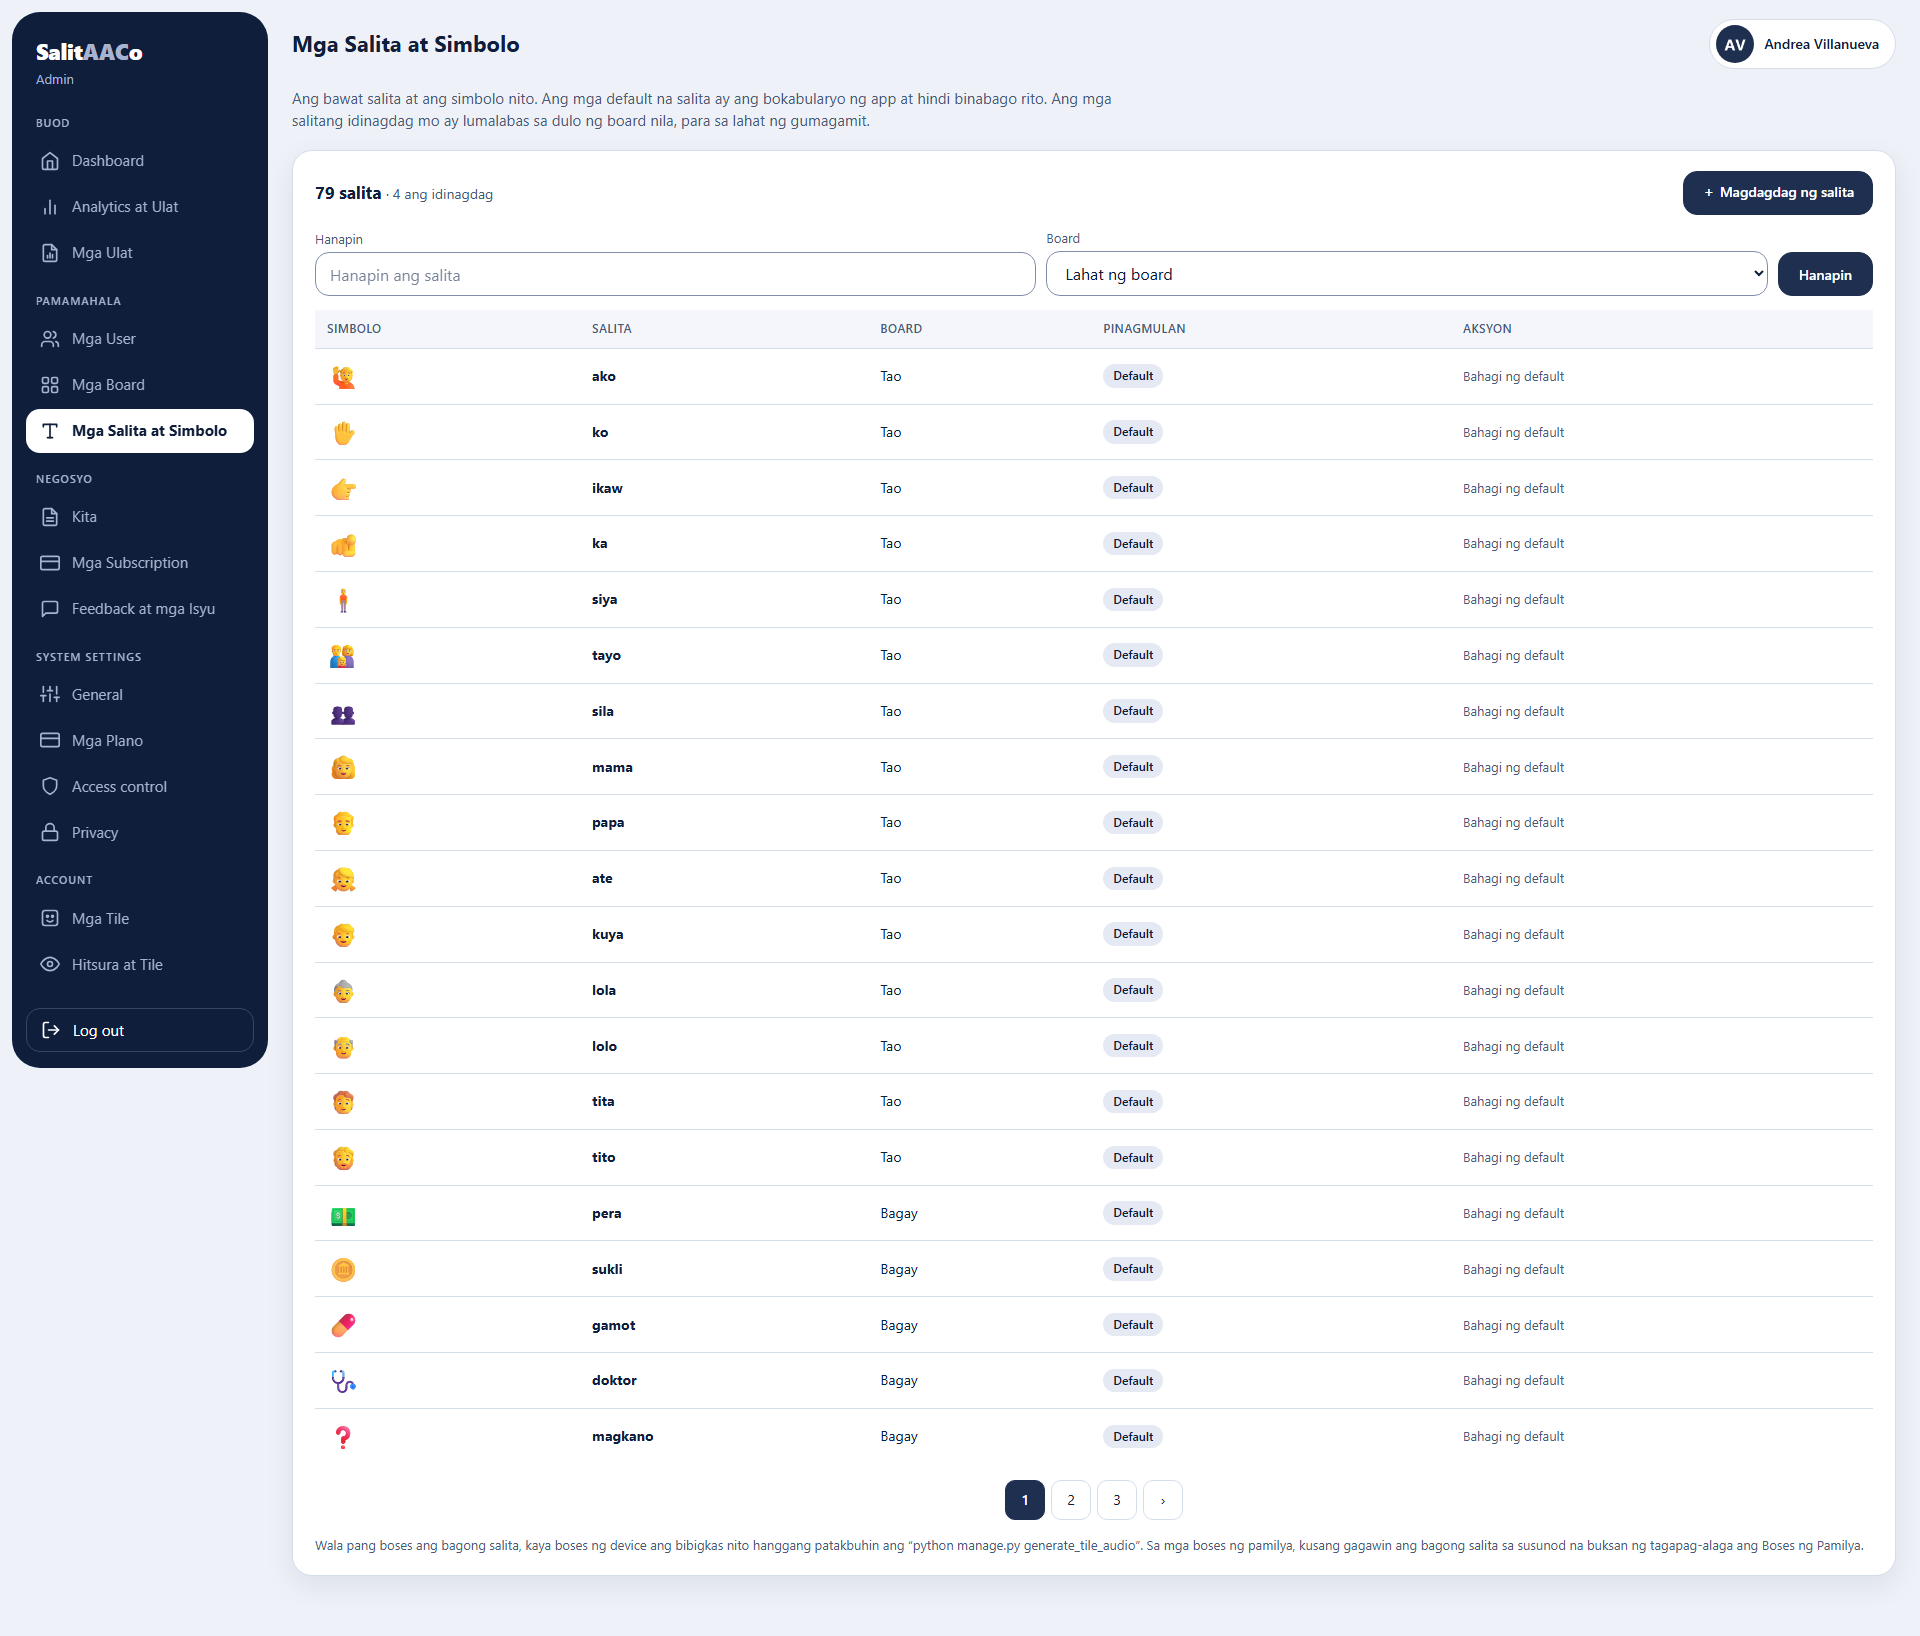 SalitAACo
Admin
BUOD
Dashboard
Analytics at Ulat
Mga Ulat
PAMAMAHALA
Mga User
Mga Board
Mga Salita at Simbolo
NEGOSYO
Kita
Mga Subscription
Feedback at mga Isyu
SYSTEM SETTINGS
General
Mga Plano
Access control
Privacy
ACCOUNT
Mga Tile
Hitsura at Tile
Log out
Mga Salita at Simbolo
AV Andrea Villanueva
Ang bawat salita at ang simbolo nito. Ang mga default na salita ay ang bokabularyo ng app at hindi binabago rito. Ang mga
salitang idinagdag mo ay lumalabas sa dulo ng board nila, para sa lahat ng gumagamit.
79 salita · 4 ang idinagdag
+ Magdagdag ng salita
Hanapin
Hanapin ang salita
Board
Lahat ng board
Hanapin
SIMBOLO SALITA BOARD PINAGMULAN AKSYON
ako Tao Default Bahagi ng default
ko Tao Default Bahagi ng default
ikaw Tao Default Bahagi ng default
ka Tao Default Bahagi ng default
siya Tao Default Bahagi ng default
tayo Tao Default Bahagi ng default
sila Tao Default Bahagi ng default
mama Tao Default Bahagi ng default
papa Tao Default Bahagi ng default
ate Tao Default Bahagi ng default
kuya Tao Default Bahagi ng default
lola Tao Default Bahagi ng default
lolo Tao Default Bahagi ng default
tita Tao Default Bahagi ng default
tito Tao Default Bahagi ng default
pera Bagay Default Bahagi ng default
sukli Bagay Default Bahagi ng default
gamot Bagay Default Bahagi ng default
doktor Bagay Default Bahagi ng default
magkano Bagay Default Bahagi ng default
1 2 3 ›
Wala pang boses ang bagong salita, kaya boses ng device ang bibigkas nito hanggang patakbuhin ang “python manage.py generate_tile_audio”. Sa mga boses ng pamilya, kusang gagawin ang bagong salita sa susunod na buksan ng tagapag-alaga ang Boses ng Pamilya.